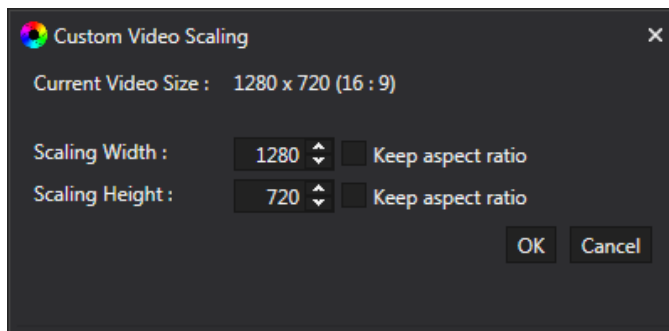 Custom Video Scaling
Current Video Size : 1280 x 720 (16 : 9)
Scaling Width : 1280 Keep aspect ratio
Scaling Height : 720 Keep aspect ratio
OK Cancel